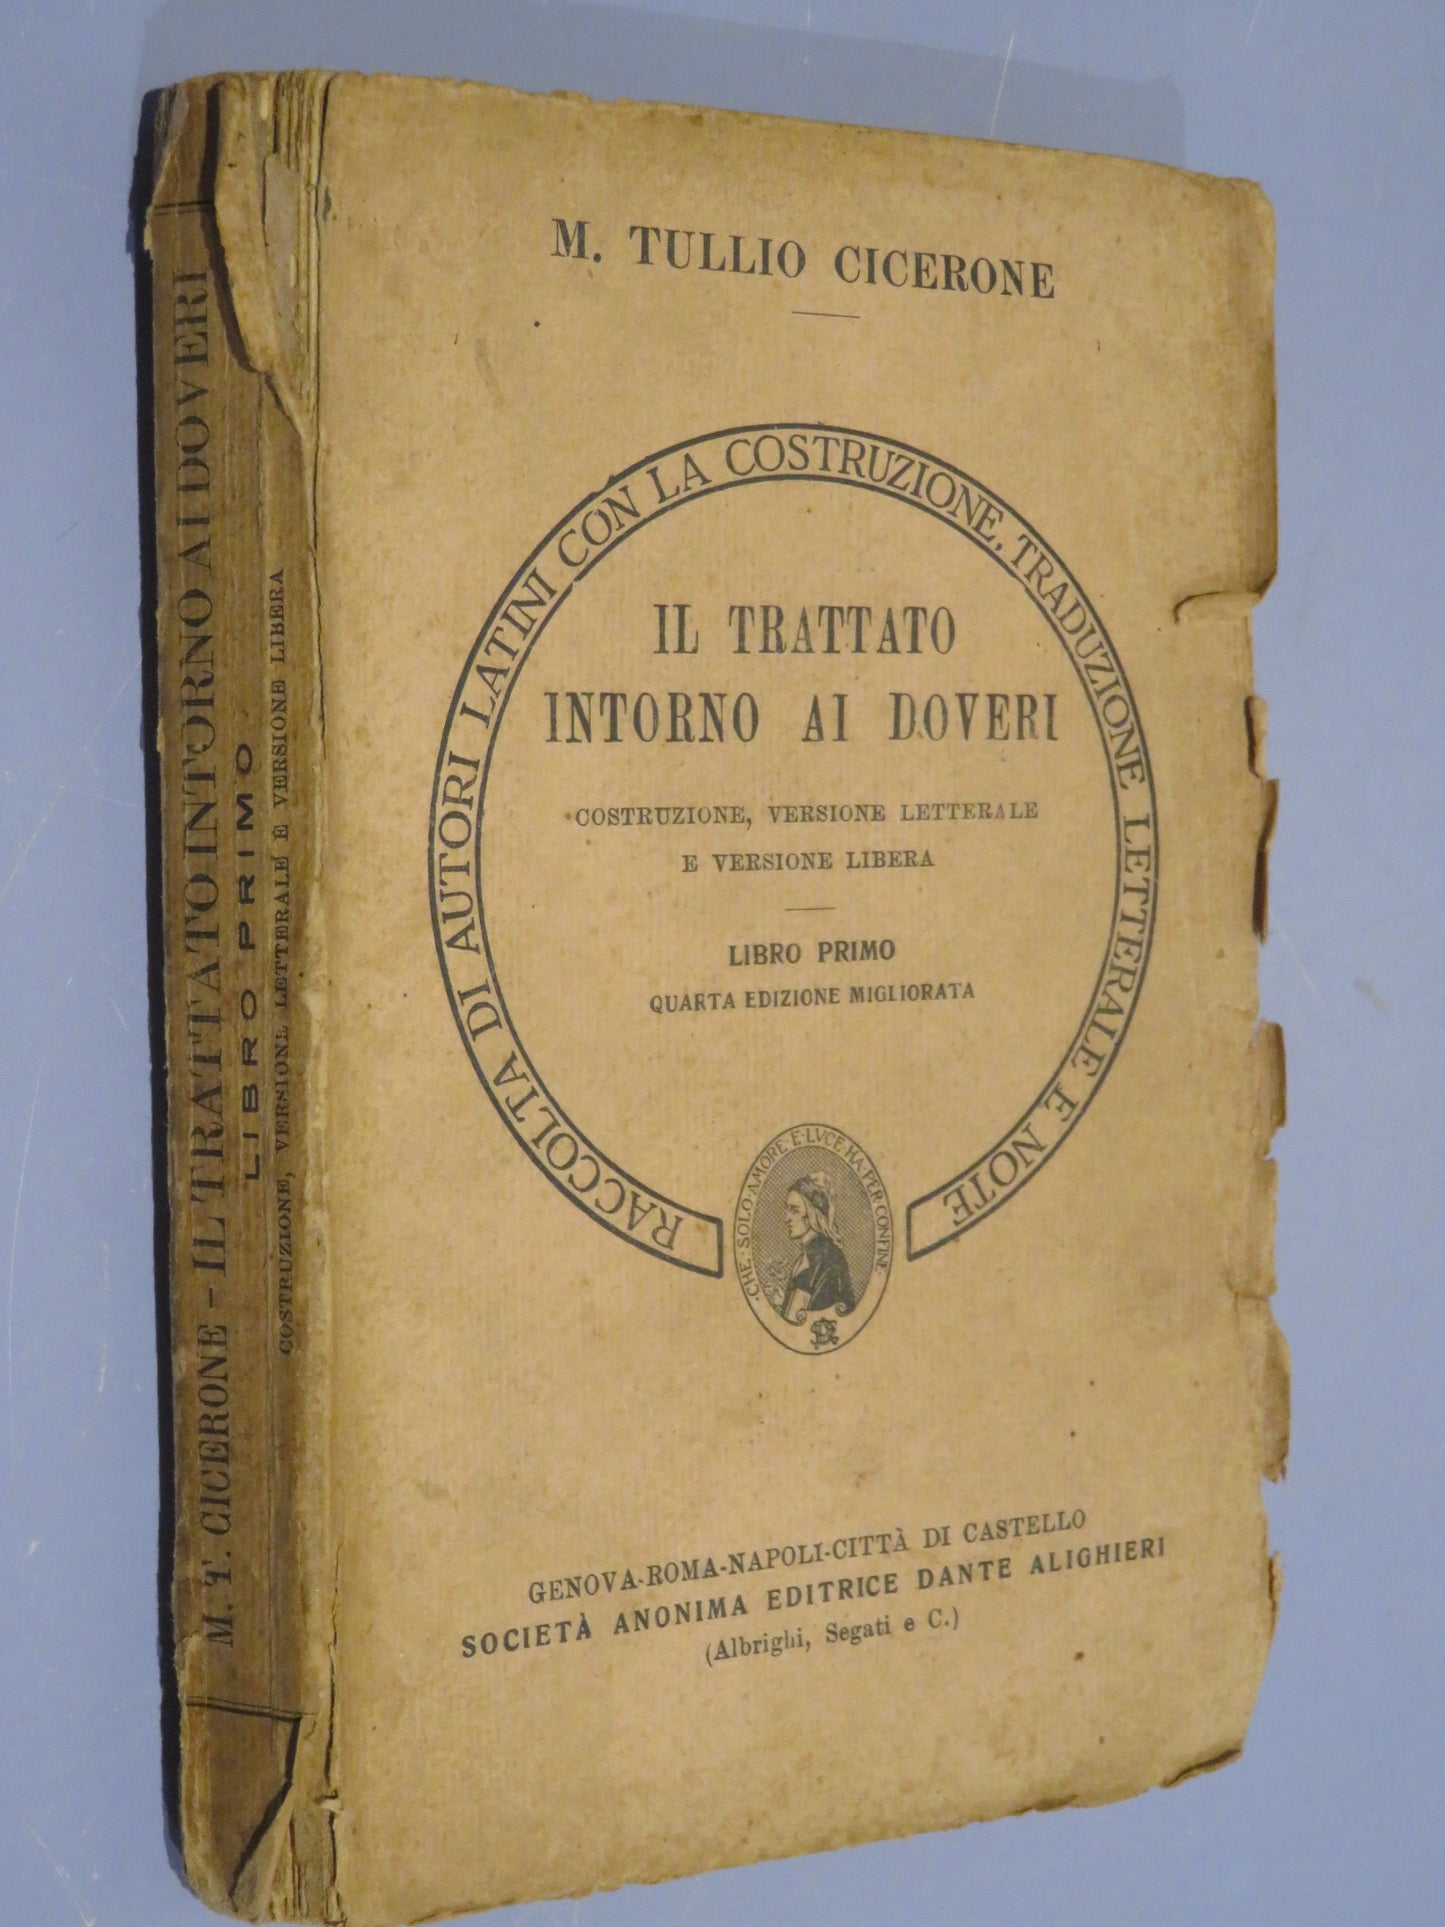 M. TULLIO CICERONE
RACCOLTA DI AUTORI LATINI CON LA COSTRUZIONE, TRADUZIONE LETTERALE E NOTE
IL TRATTATO
INTORNO AI DOVERI
COSTRUZIONE, VERSIONE LETTERALE
E VERSIONE LIBERA
LIBRO PRIMO
QUARTA EDIZIONE MIGLIORATA
·CHE·SOLO·AMORE·E·LVCE·HA·PER·CONFINE·
GENOVA-ROMA-NAPOLI-CITTÀ DI CASTELLO
SOCIETÀ ANONIMA EDITRICE DANTE ALIGHIERI
(Albrighi, Segati e C.)
M. T. CICERONE - IL TRATTATO INTORNO AI DOVERI
LIBRO PRIMO
COSTRUZIONE, VERSIONE LETTERALE E VERSIONE LIBERA